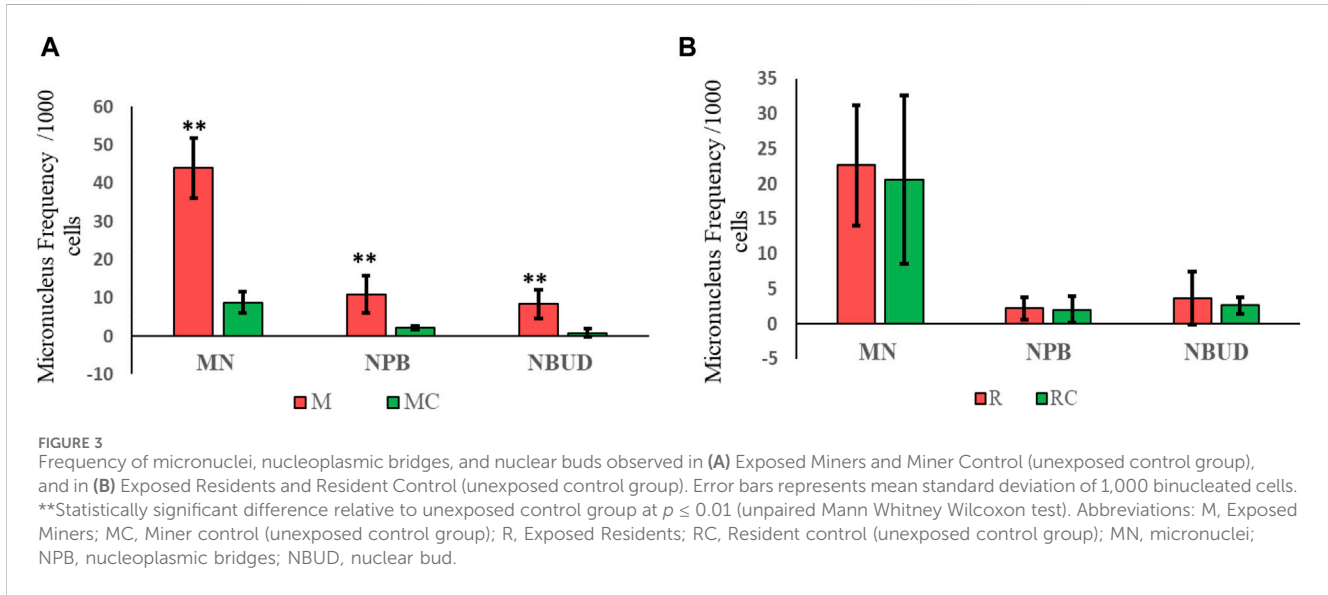 A
Micronucleus Frequency /1000
cells
60
50
40
30
20
10
0
-10
**
**
**
MN
NPB
NBUD
M
MC
B
Micronucleus Frequency /1000
cells
35
30
25
20
15
10
5
0
-5
MN
NPB
NBUD
R
RC
FIGURE 3
Frequency of micronuclei, nucleoplasmic bridges, and nuclear buds observed in (A) Exposed Miners and Miner Control (unexposed control group),
and in (B) Exposed Residents and Resident Control (unexposed control group). Error bars represents mean standard deviation of 1,000 binucleated cells.
**Statistically significant difference relative to unexposed control group at p ≤ 0.01 (unpaired Mann Whitney Wilcoxon test). Abbreviations: M, Exposed
Miners; MC, Miner control (unexposed control group); R, Exposed Residents; RC, Resident control (unexposed control group); MN, micronuclei;
NPB, nucleoplasmic bridges; NBUD, nuclear bud.